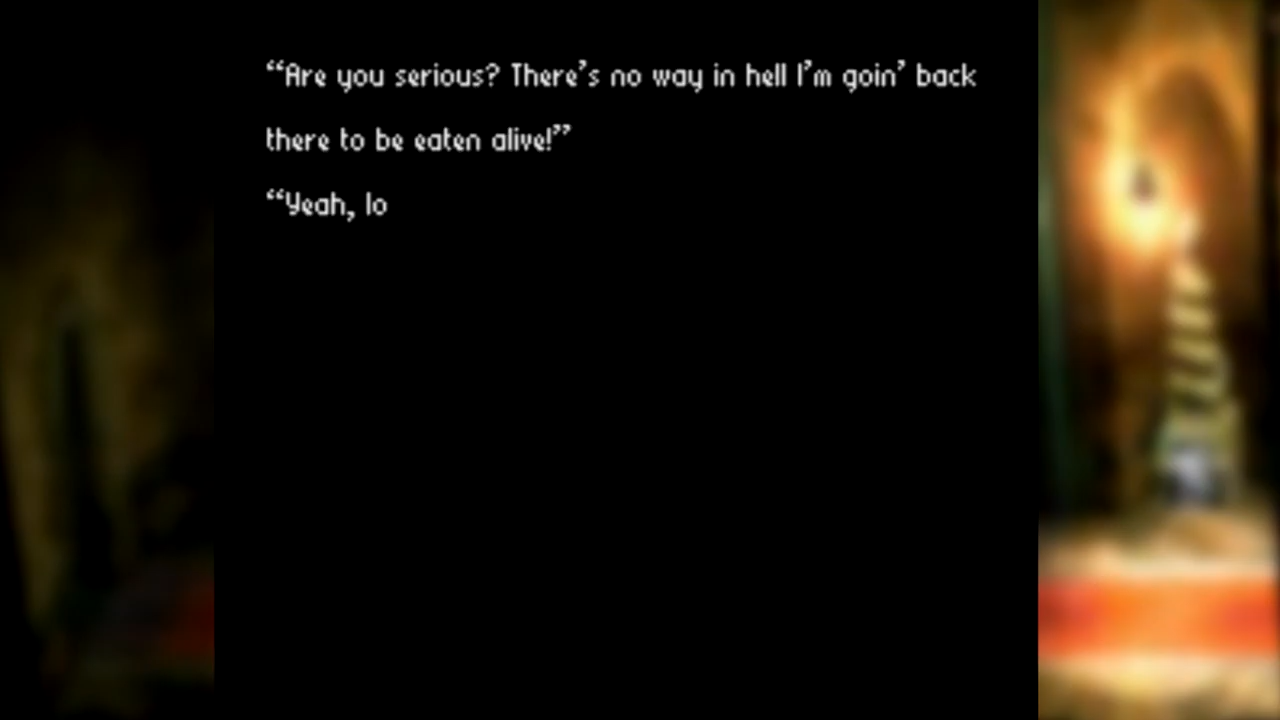 “Are you serious? There’s no way in hell I’m goin’ back
there to be eaten alive!”
“Yeah, lo